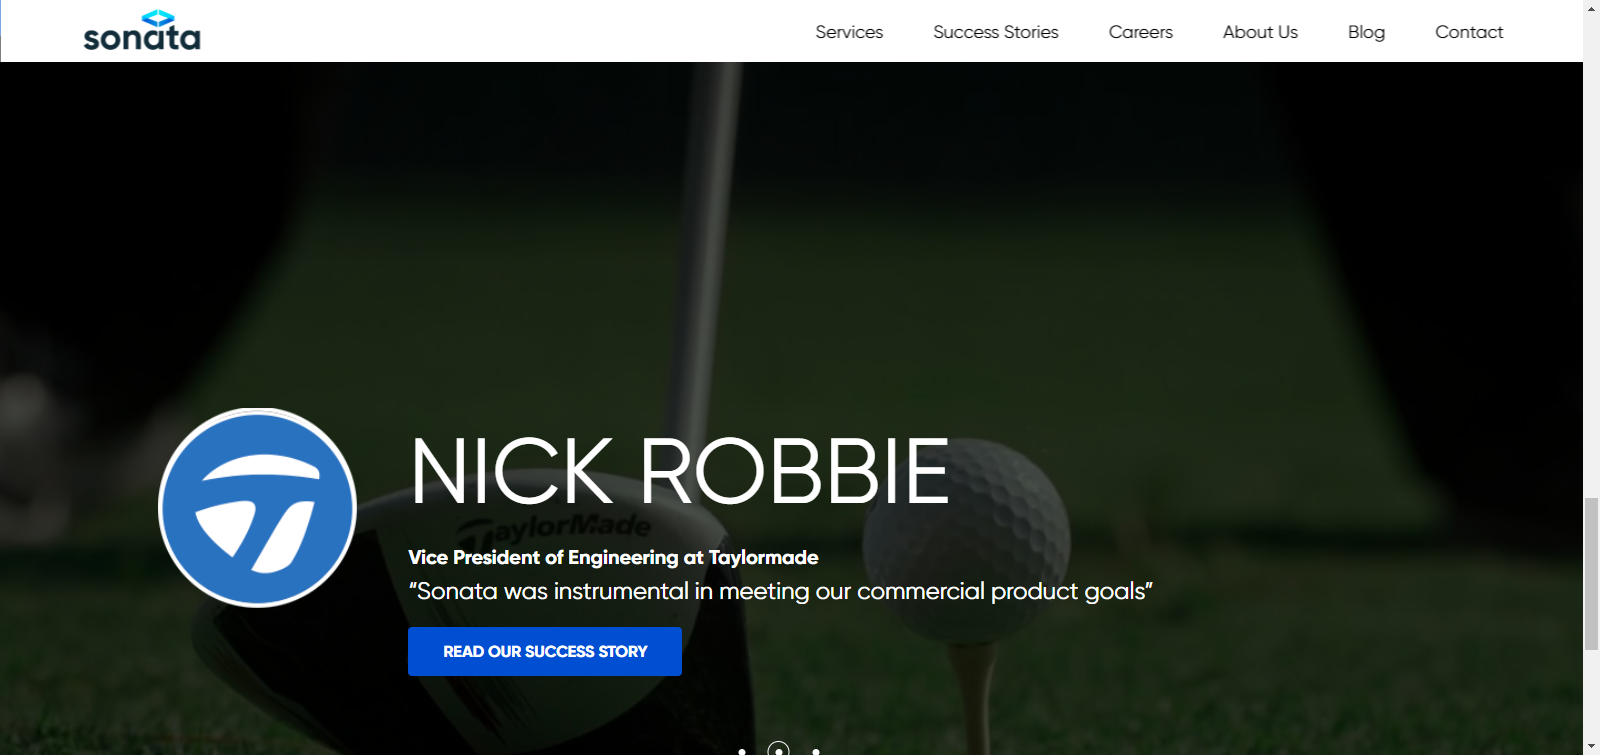 sonata
Services
Success Stories
Careers
About Us
Blog
Contact
NICK ROBBIE
TaylorMade
Vice President of Engineering at Taylormade
“Sonata was instrumental in meeting our commercial product goals”
READ OUR SUCCESS STORY